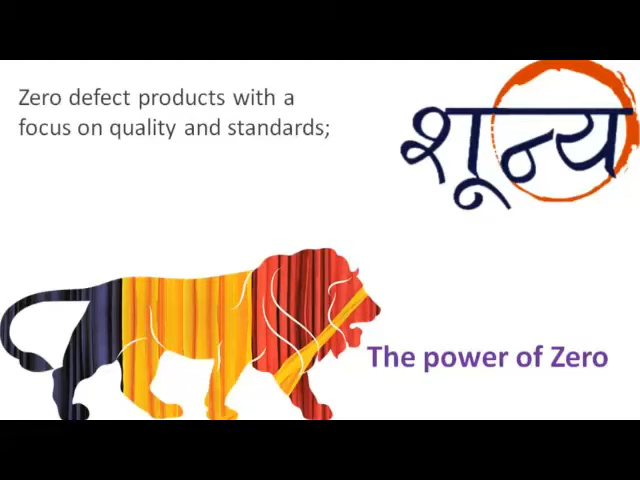 Zero defect products with a
focus on quality and standards;
शून्य
The power of Zero